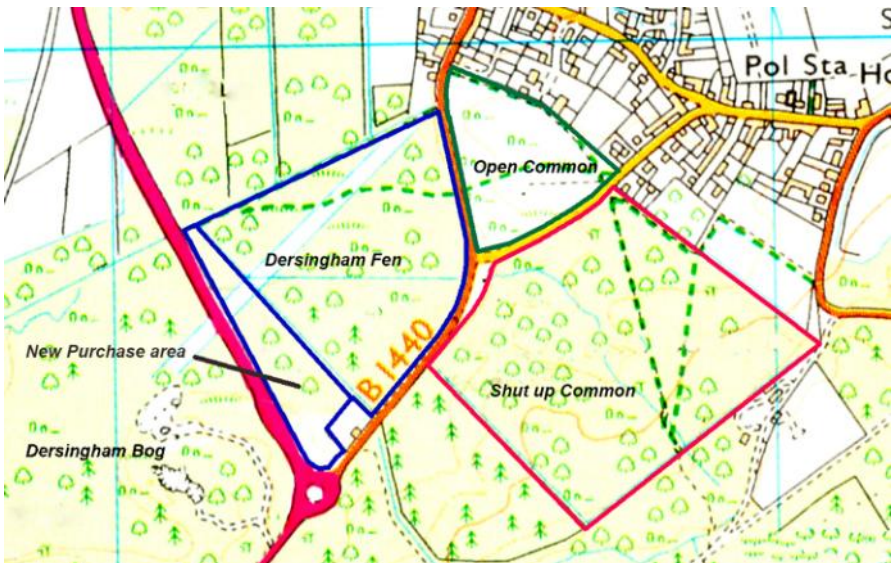 Pol Sta
Open Common
Dersingham Fen
B 1440
New Purchase area
Shut up Common
Dersingham Bog